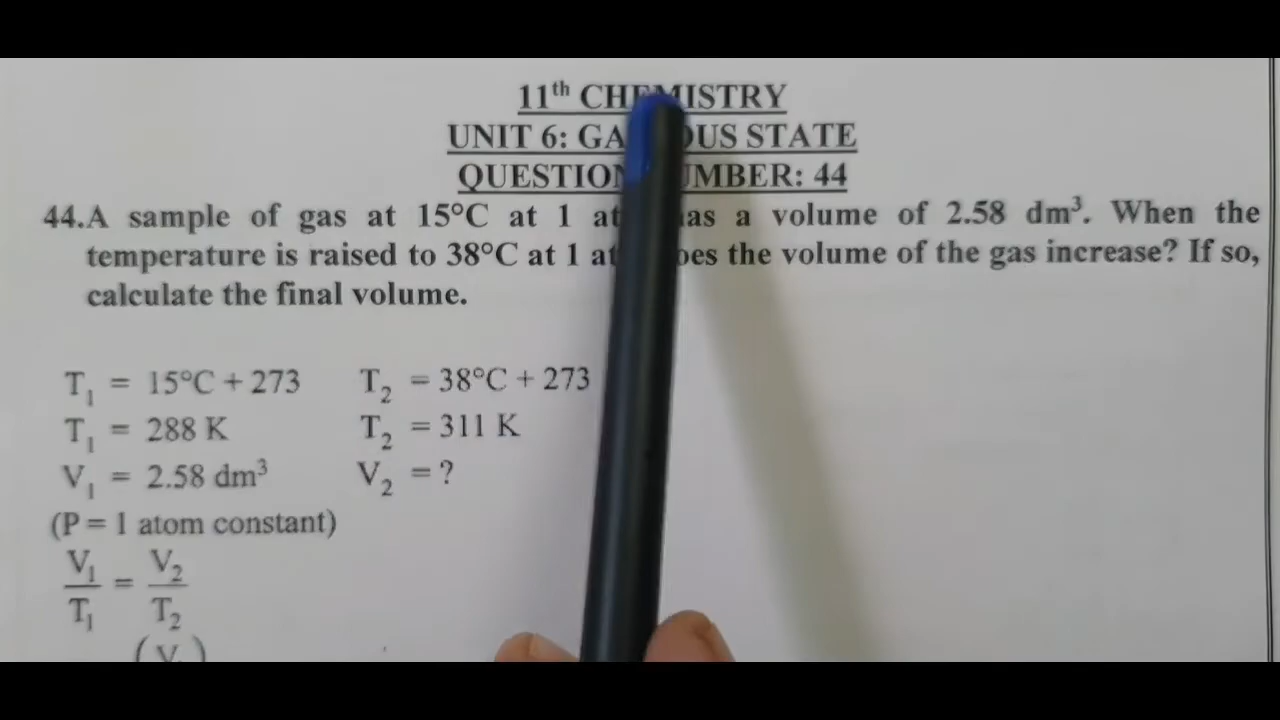 11th CHEMISTRY
UNIT 6: GA OUS STATE
QUESTION UMBER: 44
44.A sample of gas at 15°C at 1 at as a volume of 2.58 dm³. When the
temperature is raised to 38°C at 1 at oes the volume of the gas increase? If so,
calculate the final volume.
T₁ = 15°C + 273 T₂ = 38°C + 273
T₁ = 288 K T₂ = 311 K
V₁ = 2.58 dm³ V₂ = ?
(P = 1 atom constant)
V₁/T₁ = V₂/T₂